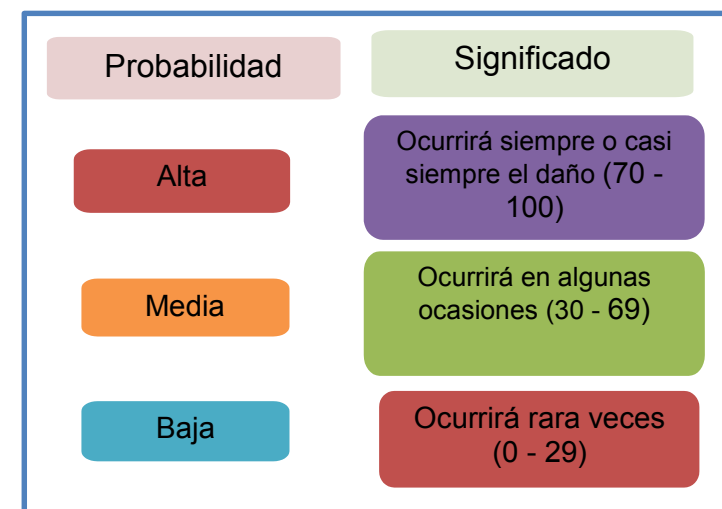 Probabilidad
Significado
Alta
Ocurrirá siempre o casi
siempre el daño (70 -
100)
Media
Ocurrirá en algunas
ocasiones (30 - 69)
Baja
Ocurrirá rara veces
(0 - 29)